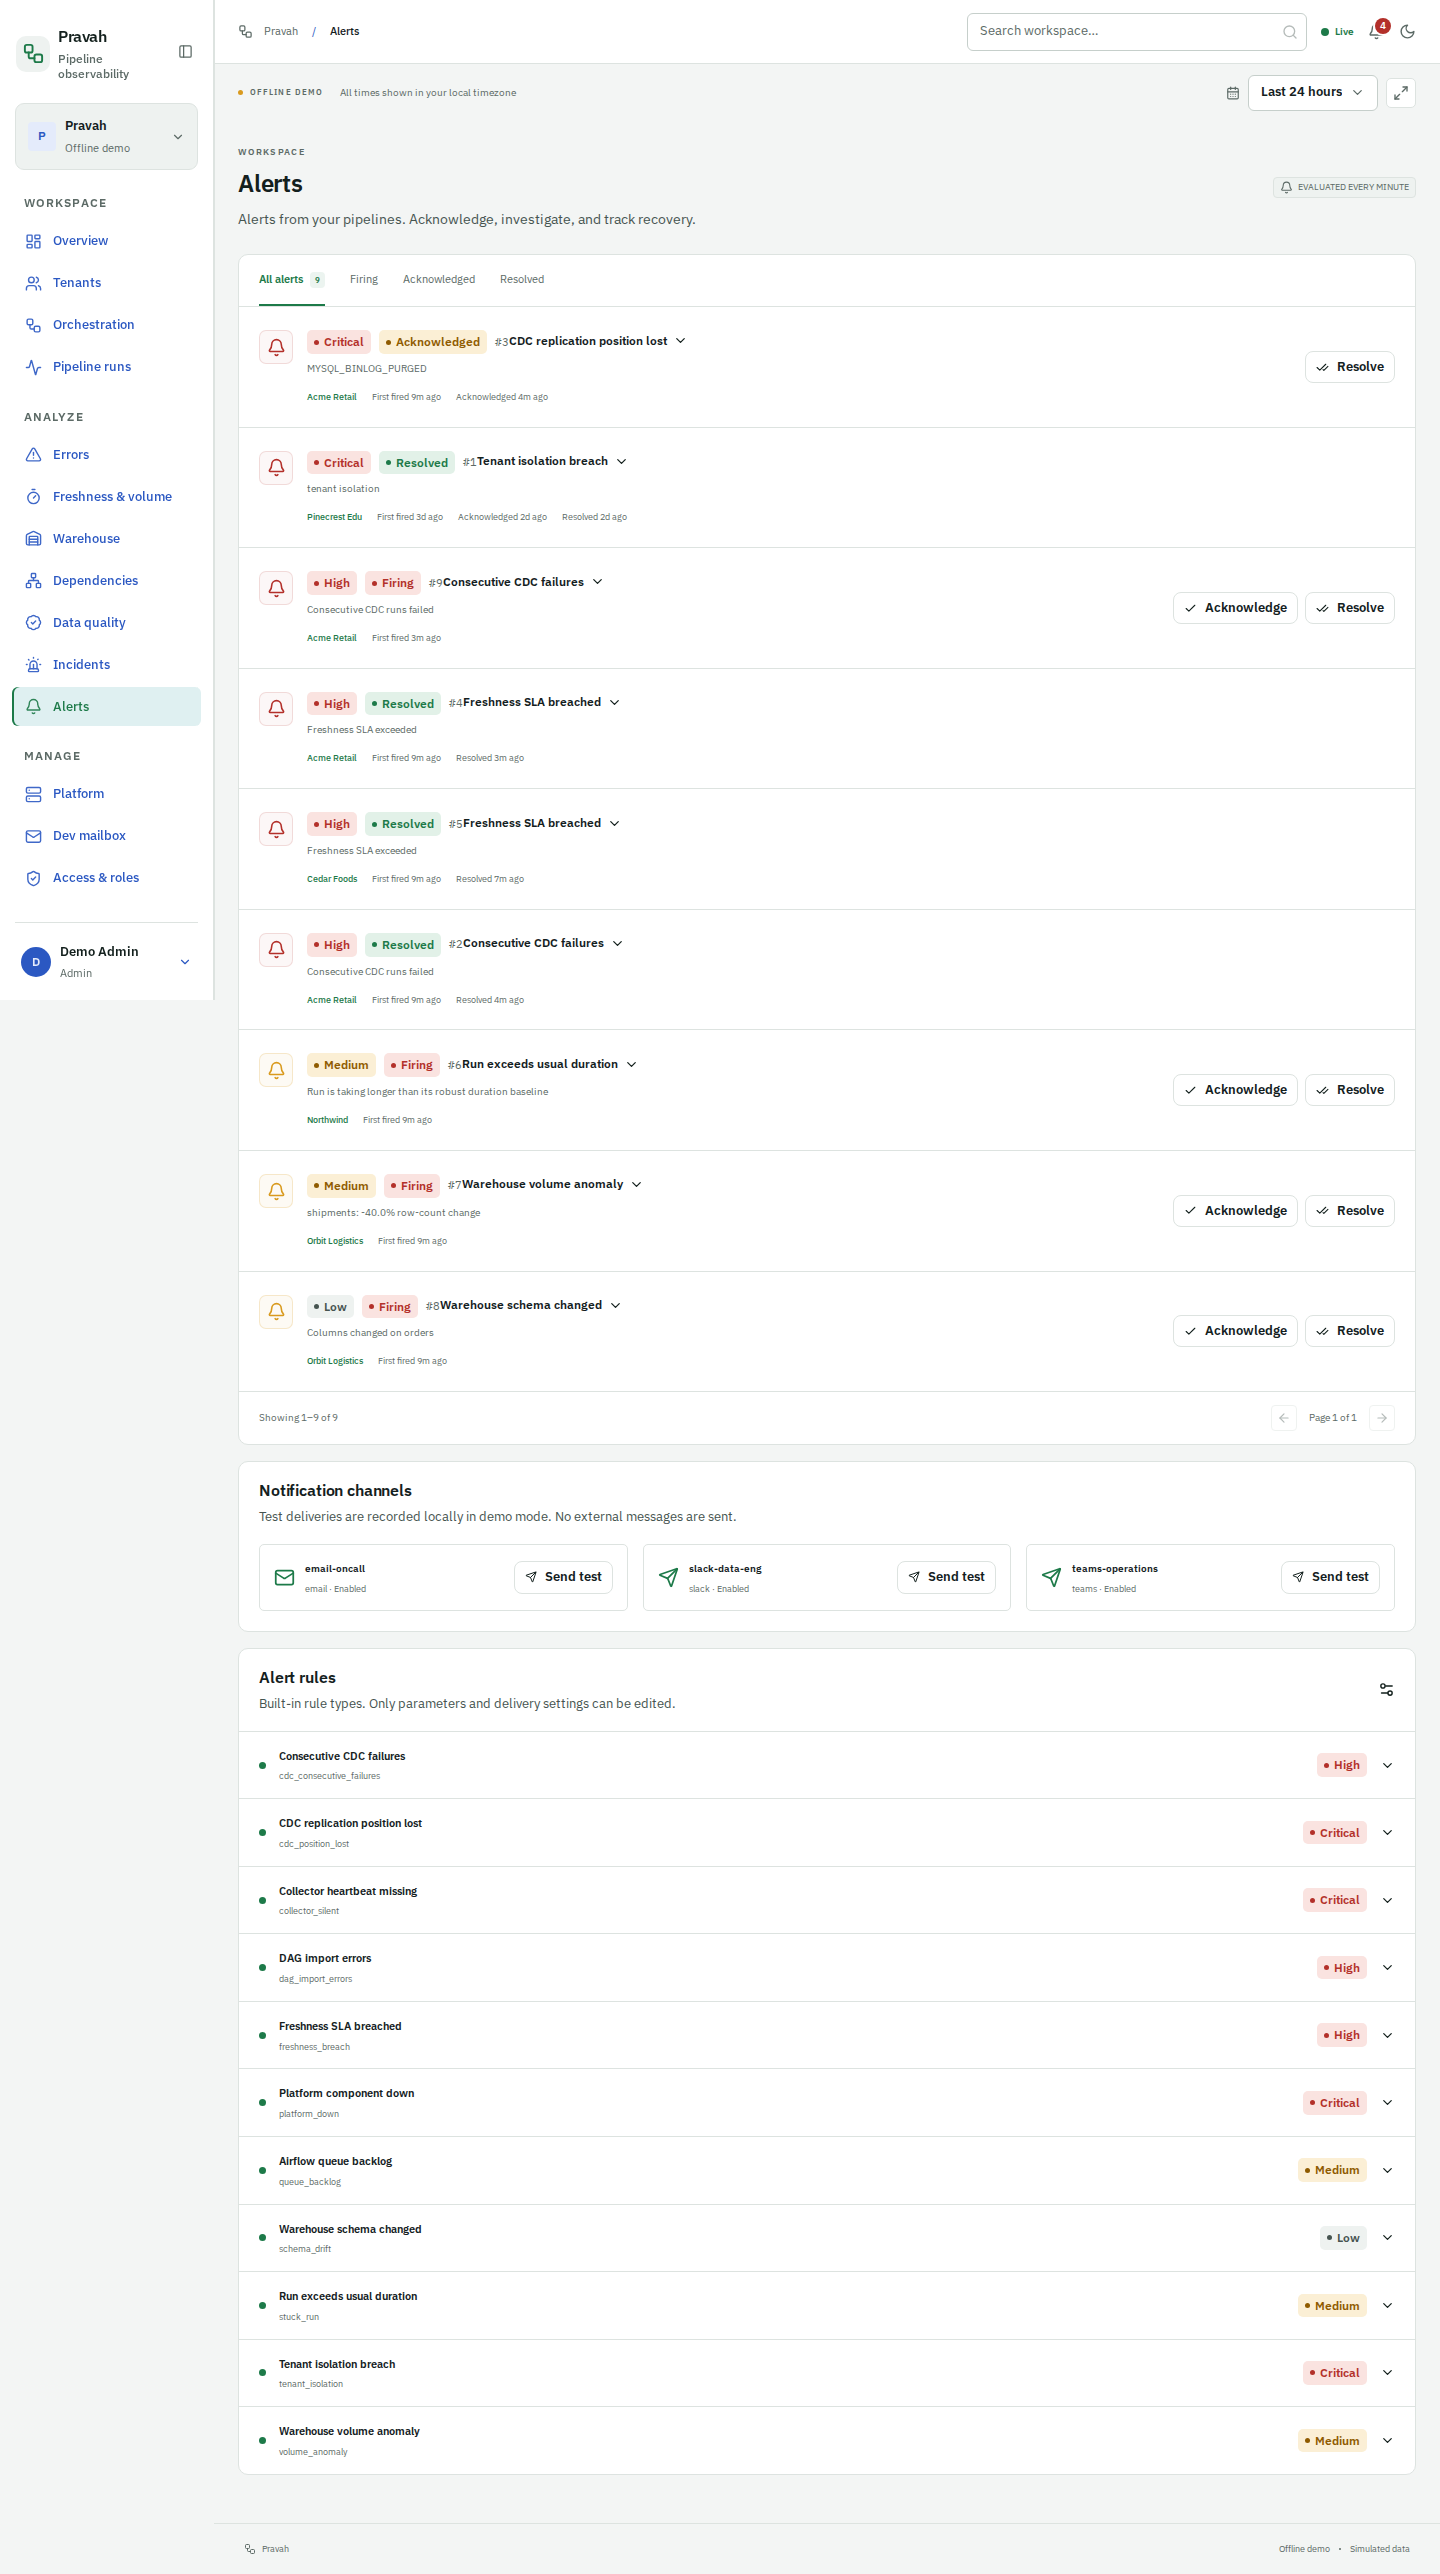 Pravah
Pipeline
observability
P
Pravah
Offline demo
WORKSPACE
Overview
Tenants
Orchestration
Pipeline runs
ANALYZE
Errors
Freshness & volume
Warehouse
Dependencies
Data quality
Incidents
Alerts
MANAGE
Platform
Dev mailbox
Access & roles
D
Demo Admin
Admin
Pravah / Alerts
Search workspace...
Live
4
OFFLINE DEMO All times shown in your local timezone
Last 24 hours
WORKSPACE
Alerts
EVALUATED EVERY MINUTE
Alerts from your pipelines. Acknowledge, investigate, and track recovery.
All alerts 9 Firing Acknowledged Resolved
Critical Acknowledged #3CDC replication position lost
MYSQL_BINLOG_PURGED
Acme Retail First fired 9m ago Acknowledged 4m ago
Resolve
Critical Resolved #1Tenant isolation breach
tenant isolation
Pinecrest Edu First fired 3d ago Acknowledged 2d ago Resolved 2d ago
High Firing #9Consecutive CDC failures
Consecutive CDC runs failed
Acme Retail First fired 3m ago
Acknowledge Resolve
High Resolved #4Freshness SLA breached
Freshness SLA exceeded
Acme Retail First fired 9m ago Resolved 3m ago
High Resolved #5Freshness SLA breached
Freshness SLA exceeded
Cedar Foods First fired 9m ago Resolved 7m ago
High Resolved #2Consecutive CDC failures
Consecutive CDC runs failed
Acme Retail First fired 9m ago Resolved 4m ago
Medium Firing #6Run exceeds usual duration
Run is taking longer than its robust duration baseline
Northwind First fired 9m ago
Acknowledge Resolve
Medium Firing #7Warehouse volume anomaly
shipments: -40.0% row-count change
Orbit Logistics First fired 9m ago
Acknowledge Resolve
Low Firing #8Warehouse schema changed
Columns changed on orders
Orbit Logistics First fired 9m ago
Acknowledge Resolve
Showing 1–9 of 9
Page 1 of 1
Notification channels
Test deliveries are recorded locally in demo mode. No external messages are sent.
email-oncall
email · Enabled
Send test
slack-data-eng
slack · Enabled
Send test
teams-operations
teams · Enabled
Send test
Alert rules
Built-in rule types. Only parameters and delivery settings can be edited.
Consecutive CDC failures
cdc_consecutive_failures
High
CDC replication position lost
cdc_position_lost
Critical
Collector heartbeat missing
collector_silent
Critical
DAG import errors
dag_import_errors
High
Freshness SLA breached
freshness_breach
High
Platform component down
platform_down
Critical
Airflow queue backlog
queue_backlog
Medium
Warehouse schema changed
schema_drift
Low
Run exceeds usual duration
stuck_run
Medium
Tenant isolation breach
tenant_isolation
Critical
Warehouse volume anomaly
volume_anomaly
Medium
Pravah
Offline demo • Simulated data